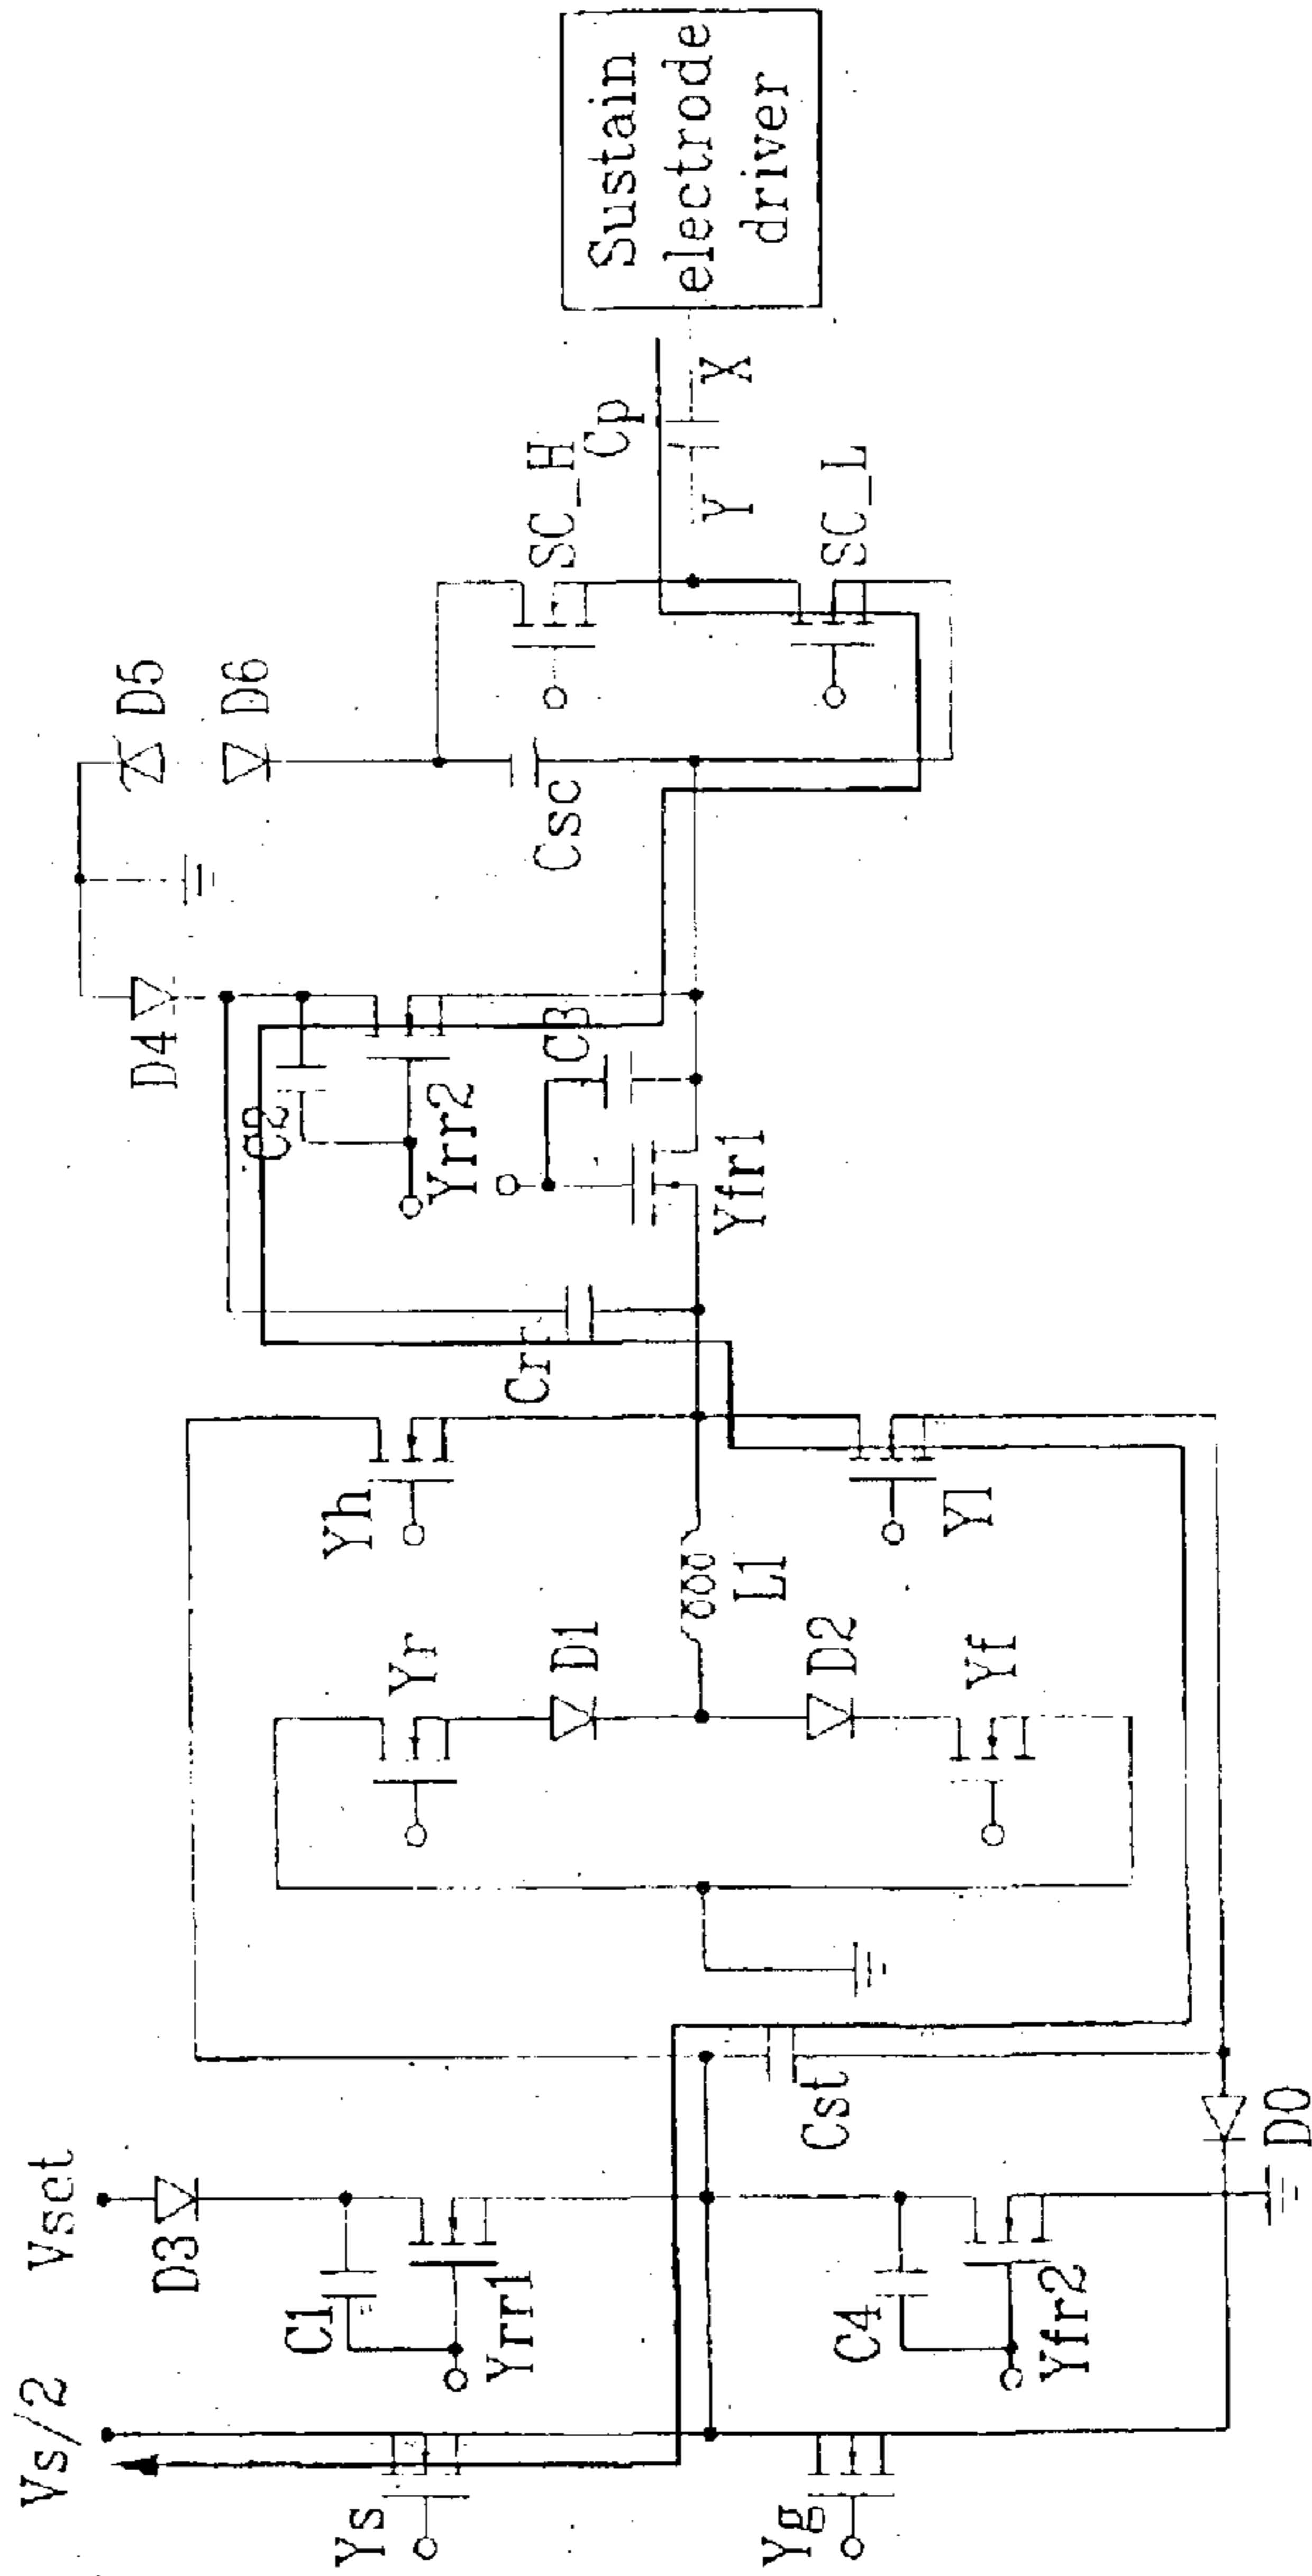 Vs/2
Vset
Ys
Yg
D3
C1
Yrr1
C4
Yfr2
D0
Cst
Yr
D1
D2
Yf
L1
Yh
Yl
Cr
Yfr1
C3
Yrr2
C2
D4
D5
D6
Csc
SC_H
SC_L
Cp
Y
X
Sustain
electrode
driver